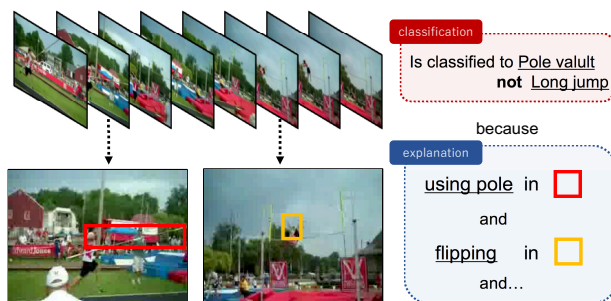 classification
Is classified to Pole valult
not Long jump
because
explanation
using pole in
and
flipping in
and...